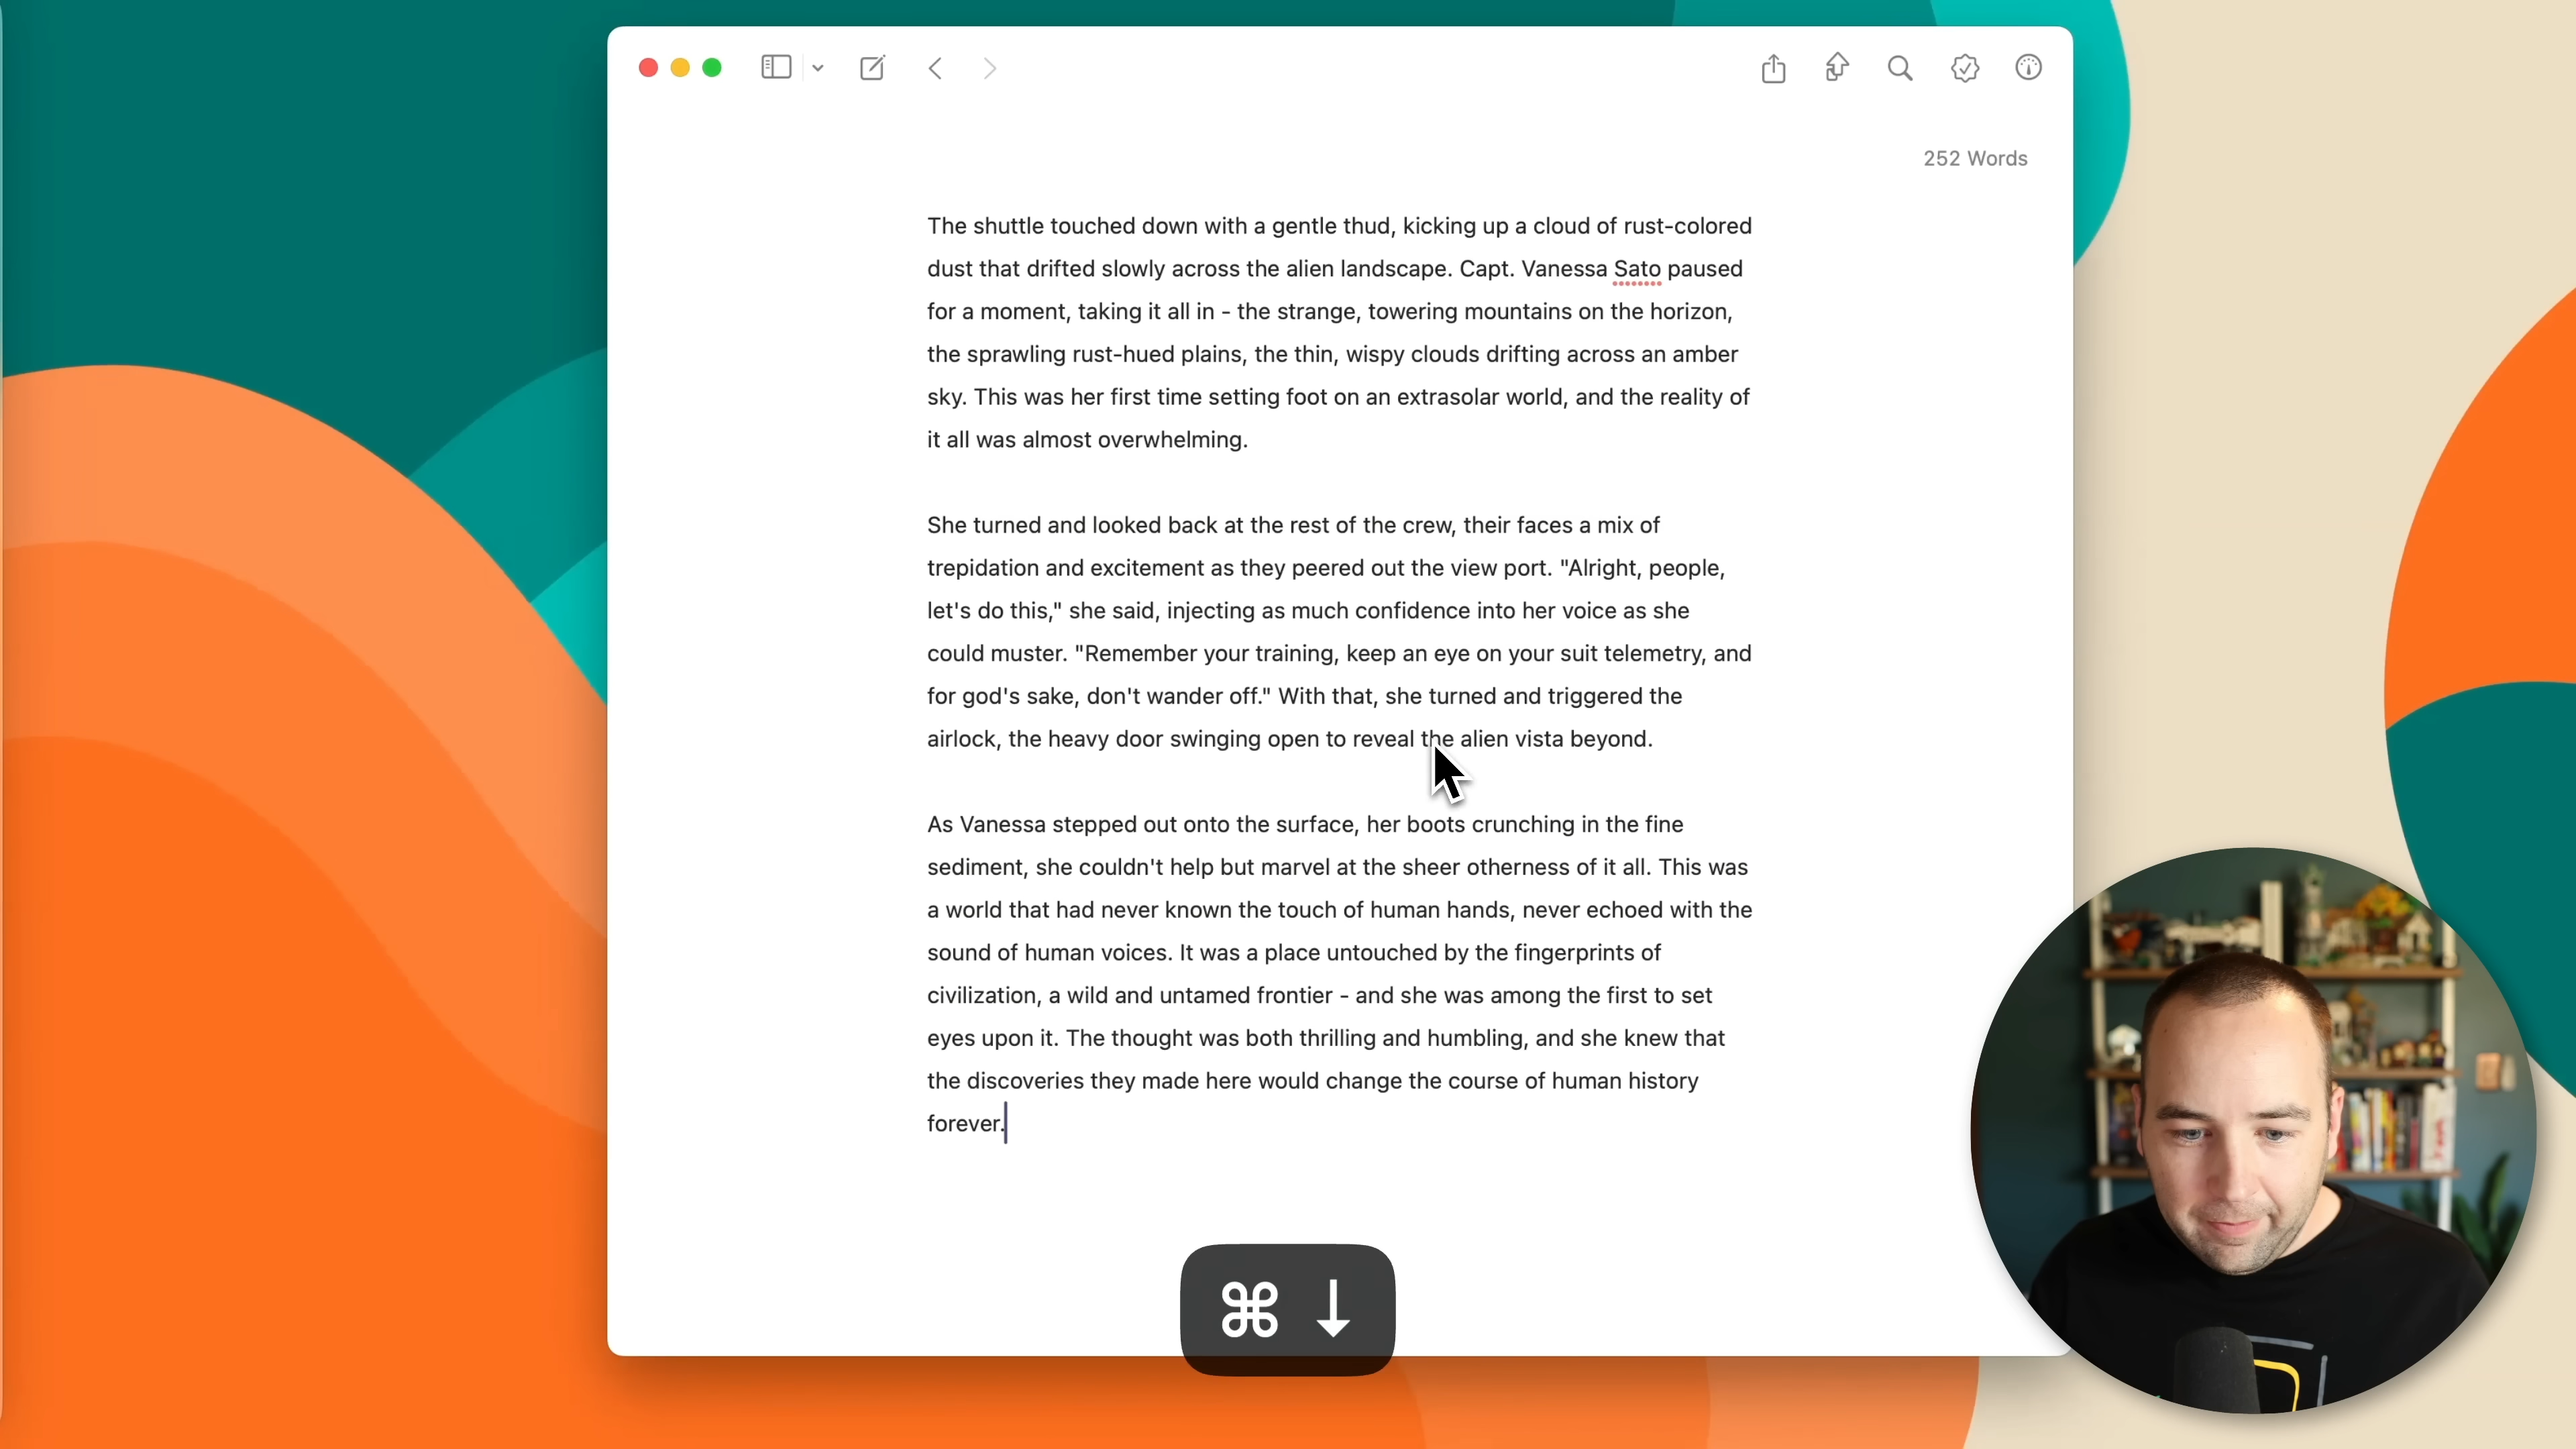 252 Words
The shuttle touched down with a gentle thud, kicking up a cloud of rust-colored
dust that drifted slowly across the alien landscape. Capt. Vanessa Sato paused
for a moment, taking it all in - the strange, towering mountains on the horizon,
the sprawling rust-hued plains, the thin, wispy clouds drifting across an amber
sky. This was her first time setting foot on an extrasolar world, and the reality of
it all was almost overwhelming.
She turned and looked back at the rest of the crew, their faces a mix of
trepidation and excitement as they peered out the view port. "Alright, people,
let's do this," she said, injecting as much confidence into her voice as she
could muster. "Remember your training, keep an eye on your suit telemetry, and
for god's sake, don't wander off." With that, she turned and triggered the
airlock, the heavy door swinging open to reveal the alien vista beyond.
As Vanessa stepped out onto the surface, her boots crunching in the fine
sediment, she couldn't help but marvel at the sheer otherness of it all. This was
a world that had never known the touch of human hands, never echoed with the
sound of human voices. It was a place untouched by the fingerprints of
civilization, a wild and untamed frontier - and she was among the first to set
eyes upon it. The thought was both thrilling and humbling, and she knew that
the discoveries they made here would change the course of human history
forever.
⌘ ↓